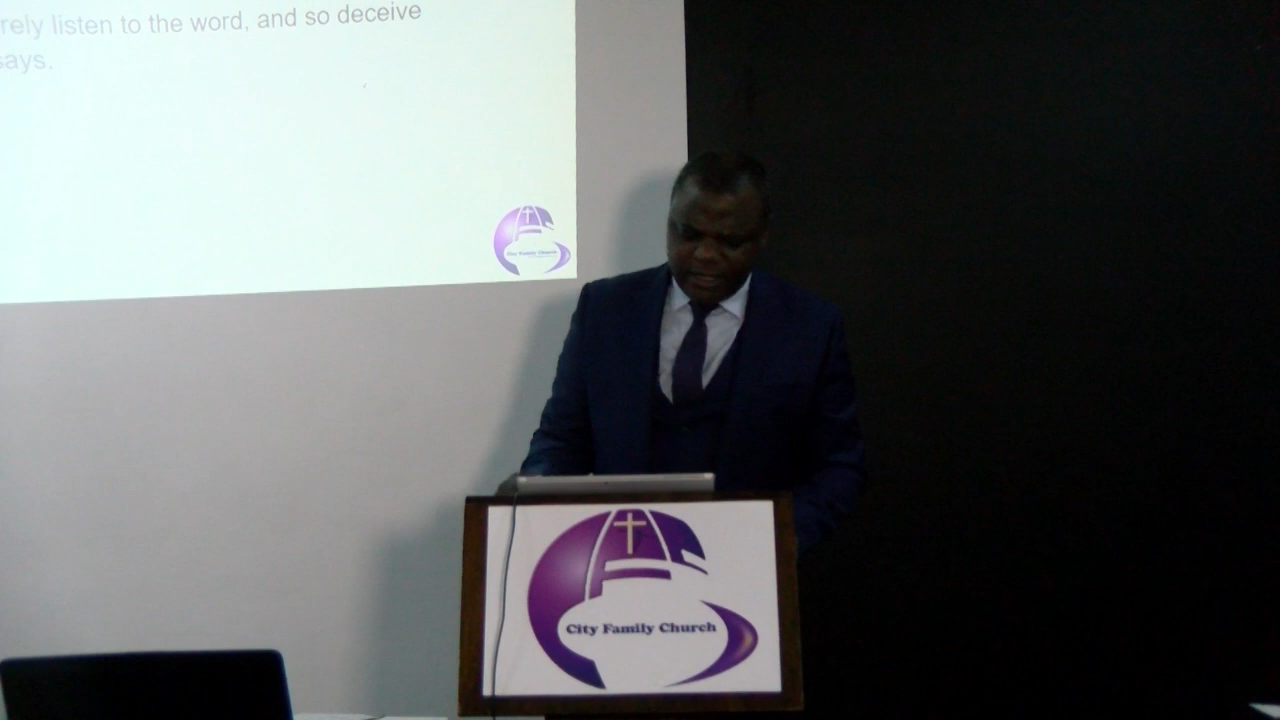 rely listen to the word, and so deceive
says.
City Family Church
City Family Church